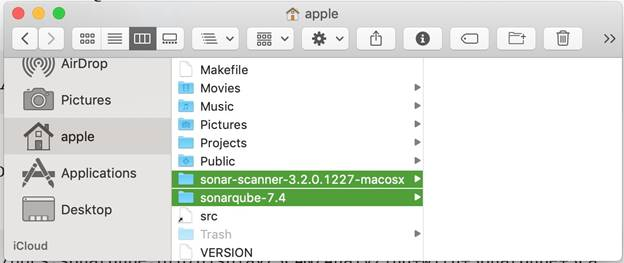 apple
AirDrop
Pictures
apple
Applications
Desktop
iCloud
Makefile
Movies
Music
Pictures
Projects
Public
sonar-scanner-3.2.0.1227-macosx
sonarqube-7.4
src
Trash
VERSION